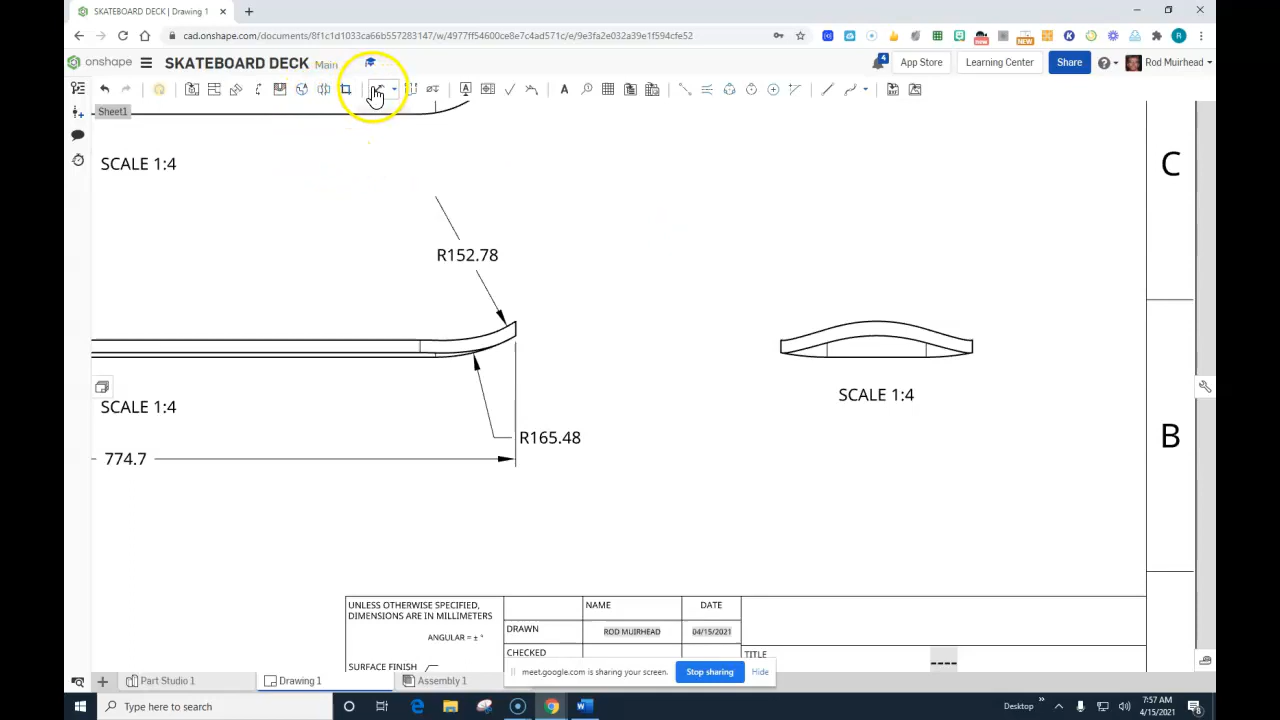 SKATEBOARD DECK | Drawing 1
cad.onshape.com/documents/8f1c1d1033ca66b557283147/w/4977ff54600ce8e7c4ad571c/e/9e3fa2e032a39e1f594cfe52
onshape
SKATEBOARD DECK
Main
4
App Store
Learning Center
Share
Rod Muirhead
Sheet1
SCALE 1:4
C
R152.78
SCALE 1:4
SCALE 1:4
R165.48
B
774.7
UNLESS OTHERWISE SPECIFIED,
DIMENSIONS ARE IN MILLIMETERS
NAME
DATE
ANGULAR = ± °
DRAWN
ROD MUIRHEAD
04/15/2021
CHECKED
SURFACE FINISH
TITLE
----
meet.google.com is sharing your screen.
Stop sharing
Hide
Part Studio 1
Drawing 1
Assembly 1
Type here to search
Desktop
7:57 AM
4/15/2021